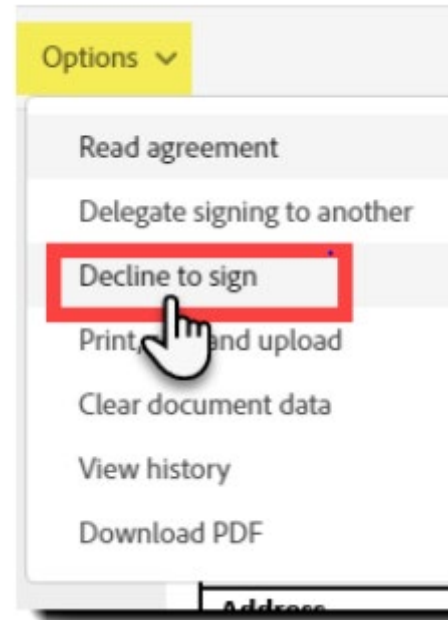 Options
Read agreement
Delegate signing to another
Decline to sign
Print, and upload
Clear document data
View history
Download PDF
Address